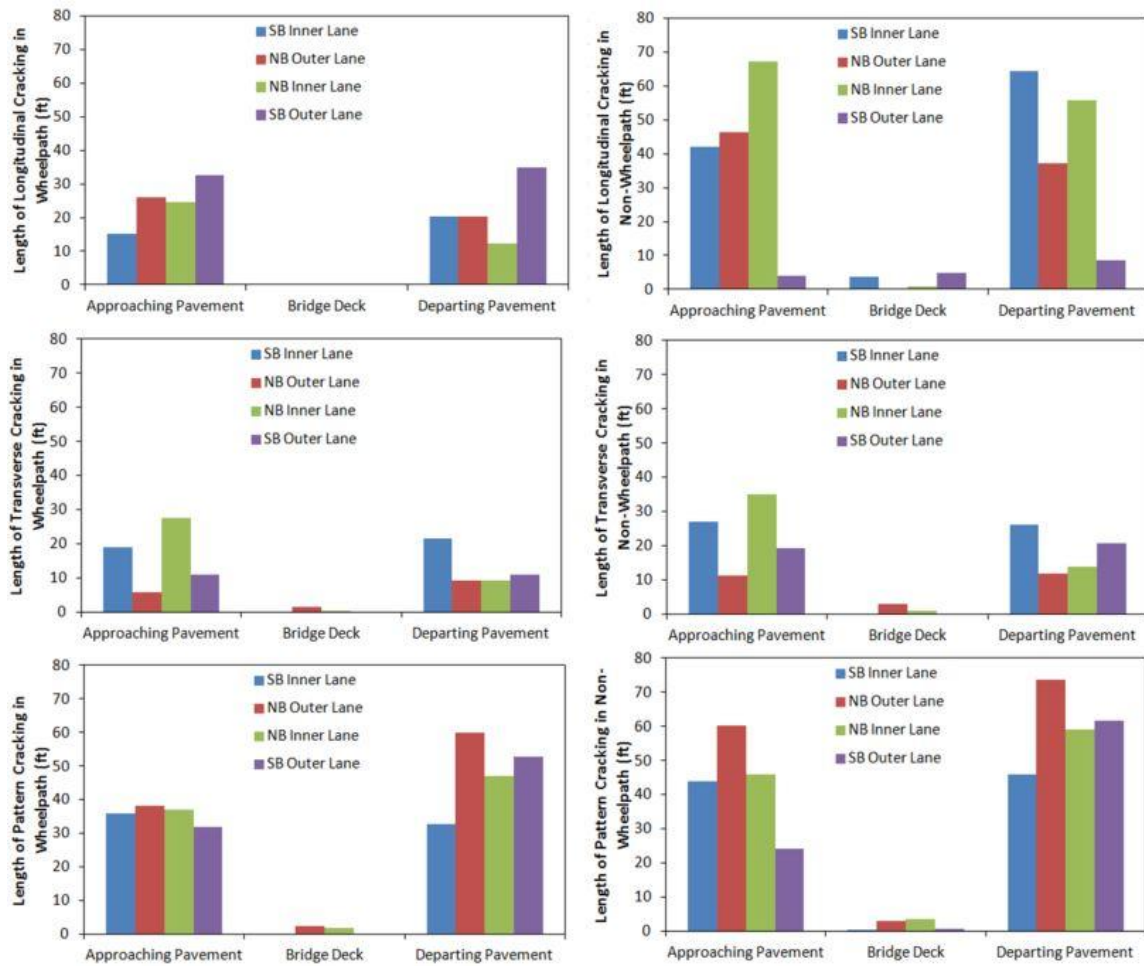 Length of Longitudinal Cracking in
Wheelpath (ft)
80
70
60
50
40
30
20
10
0
SB Inner Lane
NB Outer Lane
NB Inner Lane
SB Outer Lane
Approaching Pavement
Bridge Deck
Departing Pavement
Length of Longitudinal Cracking in
Non-Wheelpath (ft)
80
70
60
50
40
30
20
10
0
SB Inner Lane
NB Outer Lane
NB Inner Lane
SB Outer Lane
Approaching Pavement
Bridge Deck
Departing Pavement
Length of Transverse Cracking in
Wheelpath (ft)
80
70
60
50
40
30
20
10
0
SB Inner Lane
NB Outer Lane
NB Inner Lane
SB Outer Lane
Approaching Pavement
Bridge Deck
Departing Pavement
Length of Transverse Cracking in
Non-Wheelpath (ft)
80
70
60
50
40
30
20
10
0
SB Inner Lane
NB Outer Lane
NB Inner Lane
SB Outer Lane
Approaching Pavement
Bridge Deck
Departing Pavement
Length of Pattern Cracking in
Wheelpath (ft)
80
70
60
50
40
30
20
10
0
SB Inner Lane
NB Outer Lane
NB Inner Lane
SB Outer Lane
Approaching Pavement
Bridge Deck
Departing Pavement
Length of Pattern Cracking in Non-
Wheelpath (ft)
80
70
60
50
40
30
20
10
0
SB Inner Lane
NB Outer Lane
NB Inner Lane
SB Outer Lane
Approaching Pavement
Bridge Deck
Departing Pavement